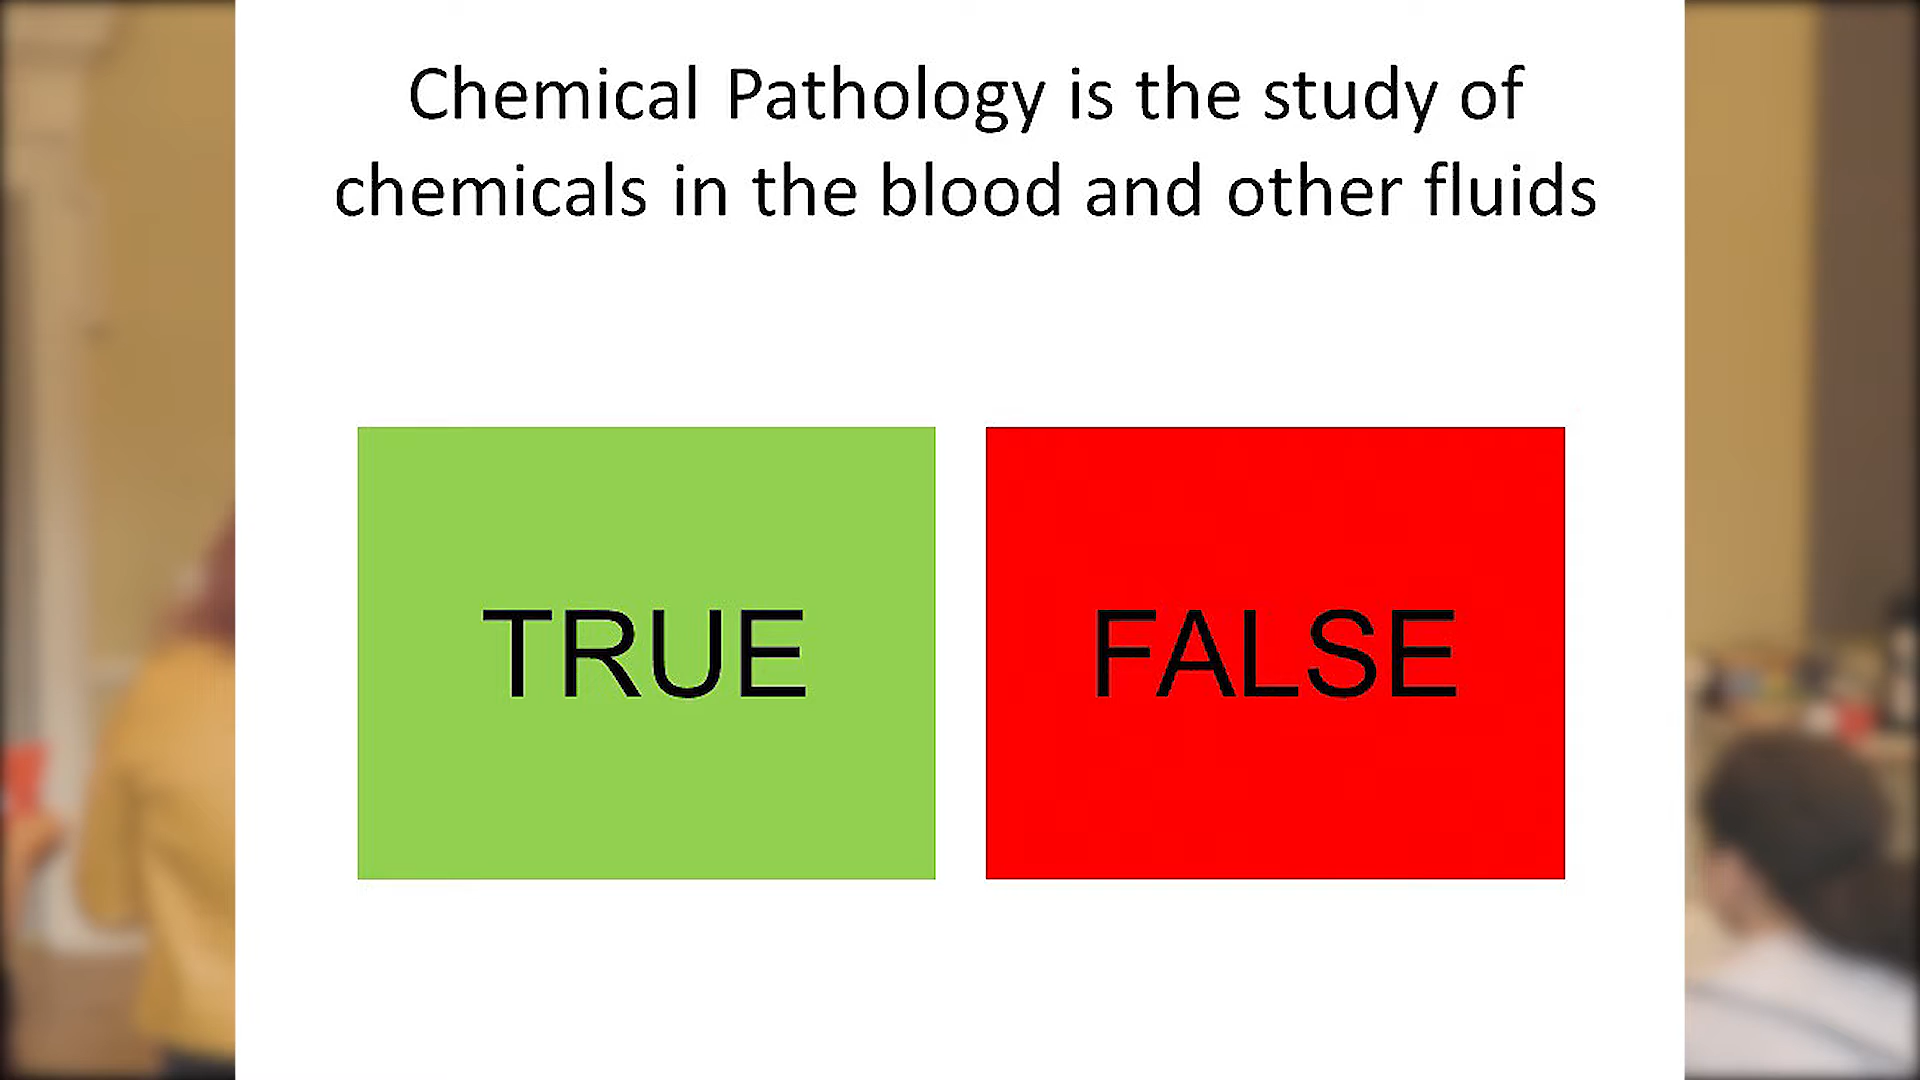 Chemical Pathology is the study of
chemicals in the blood and other fluids
TRUE
FALSE